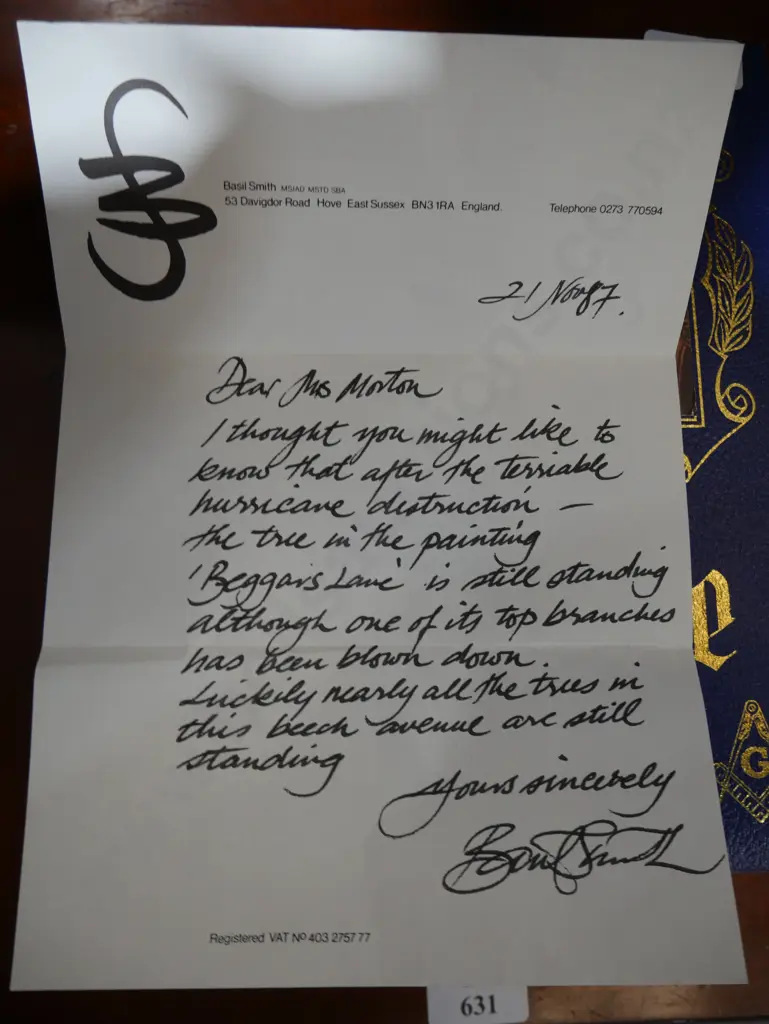 Basil Smith MSIAD MSTD SBA
53 Davigdor Road Hove East Sussex BN3 1RA England.
Telephone 0273 770594
21 Nov 87.
Dear Mrs Morton
I thought you might like to
know that after the terriable
hurricane destruction —
the tree in the painting
'Beggars Lane' is still standing
although one of its top branches
has been blown down.
Luckily nearly all the trees in
this beech avenue are still
standing
Yours sincerely
Basil Smith
Registered VAT No 403 2757 77
631
e
G